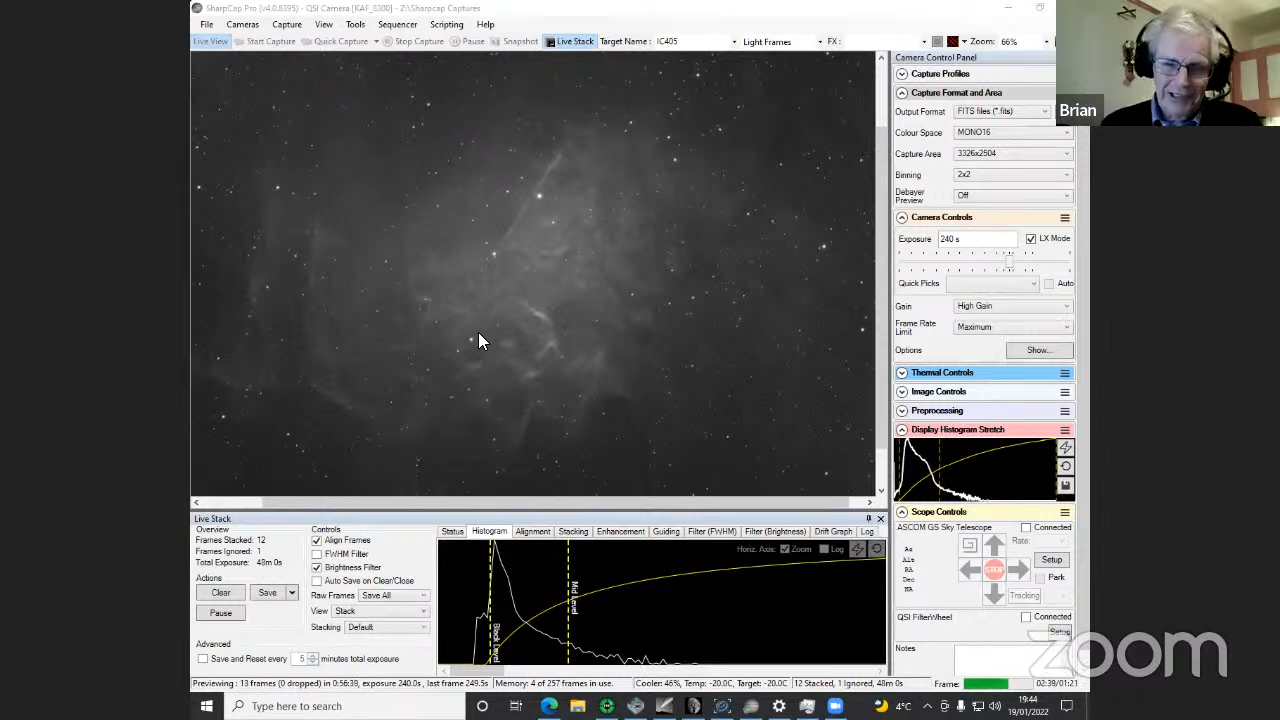 SharpCap Pro (v4.0.8395) - QSI Camera [KAF_8300] - Z:\Sharpcap Captures
File Cameras Capture View Tools Sequencer Scripting Help
Live View Start Capture Quick Capture Stop Capture Pause Snapshot Live Stack Target Name : IC405 Light Frames FX : Zoom: 66%
Camera Control Panel
Capture Profiles
Capture Format and Area
Output Format FITS files (*.fits)
Colour Space MONO16
Capture Area 3326x2504
Binning 2x2
Debayer Preview Off
Camera Controls
Exposure 240 s LX Mode
Quick Picks Auto
Gain High Gain
Frame Rate Limit Maximum
Options Show...
Thermal Controls
Image Controls
Preprocessing
Display Histogram Stretch
Scope Controls
ASCOM GS Sky Telescope Connected
Rate:
Az
Alt
RA
Dec
HA
STOP
Setup
Park
Tracking
QSI FilterWheel Connected
Setup
Notes
Brian
Live Stack
Overview
Frames Stacked: 12
Frames Ignored: 1
Total Exposure: 48m 0s
Actions
Clear Save
Pause
Advanced
Save and Reset every 5 minutes total exposure
Controls
Align Frames
FWHM Filter
Brightness Filter
Auto Save on Clear/Close
Raw Frames Save All
View Stack
Stacking Default
Status Histogram Alignment Stacking Enhancement Guiding Filter (FWHM) Filter (Brightness) Drift Graph Log
Horiz. Axis: Zoom Log
Black Level
Mid Level
Previewing : 13 frames (0 dropped) in 0:56:39, exposure 240.0s , last frame 249.5s Memory: 4 of 257 frames in use. Cooler: 46%, Temp: -20.0C, Target: -20.0C 12 Stacked, 1 Ignored, 48m 0s Frame: 02:39/01:21
zoom
Type here to search
4°C
19:44
19/01/2022